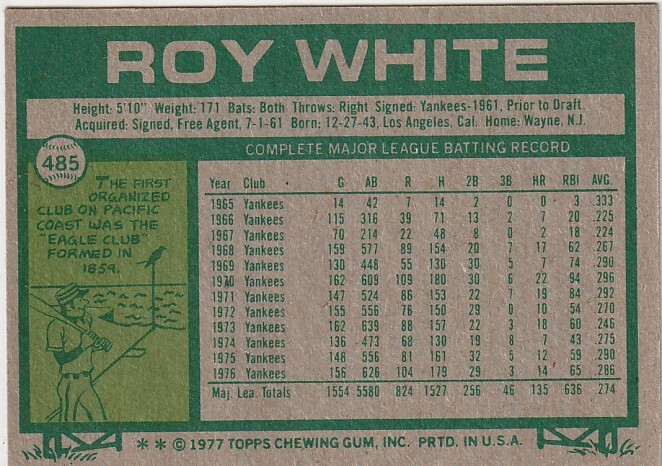 ROY WHITE
Height: 5'10" Weight: 171 Bats: Both Throws: Right Signed: Yankees-1961, Prior to Draft
Acquired: Signed, Free Agent, 7-1-61 Born: 12-27-43, Los Angeles, Cal. Home: Wayne, N.J.
485
THE FIRST
ORGANIZED
CLUB ON PACIFIC
COAST WAS THE
"EAGLE CLUB"
FORMED IN
1859.
COMPLETE MAJOR LEAGUE BATTING RECORD
Year Club G AB R H 2B 3B HR RBI AVG.
1965 Yankees 14 42 7 14 2 0 0 3 .333
1966 Yankees 115 316 39 71 13 2 7 20 .225
1967 Yankees 70 214 22 48 8 0 2 18 .224
1968 Yankees 159 577 89 154 20 7 17 62 .267
1969 Yankees 130 448 55 130 30 5 7 74 .290
1970 Yankees 162 609 109 180 30 6 22 94 .296
1971 Yankees 147 524 86 153 22 7 19 84 .292
1972 Yankees 155 556 76 150 29 0 10 54 .270
1973 Yankees 162 639 88 157 22 3 18 60 .246
1974 Yankees 136 473 68 130 19 8 7 43 .275
1975 Yankees 148 556 81 161 32 5 12 59 .290
1976 Yankees 156 626 104 179 29 3 14 65 .286
Maj. Lea. Totals 1554 5580 824 1527 256 46 135 636 .274
** © 1977 TOPPS CHEWING GUM, INC. PRTD. IN U.S.A.